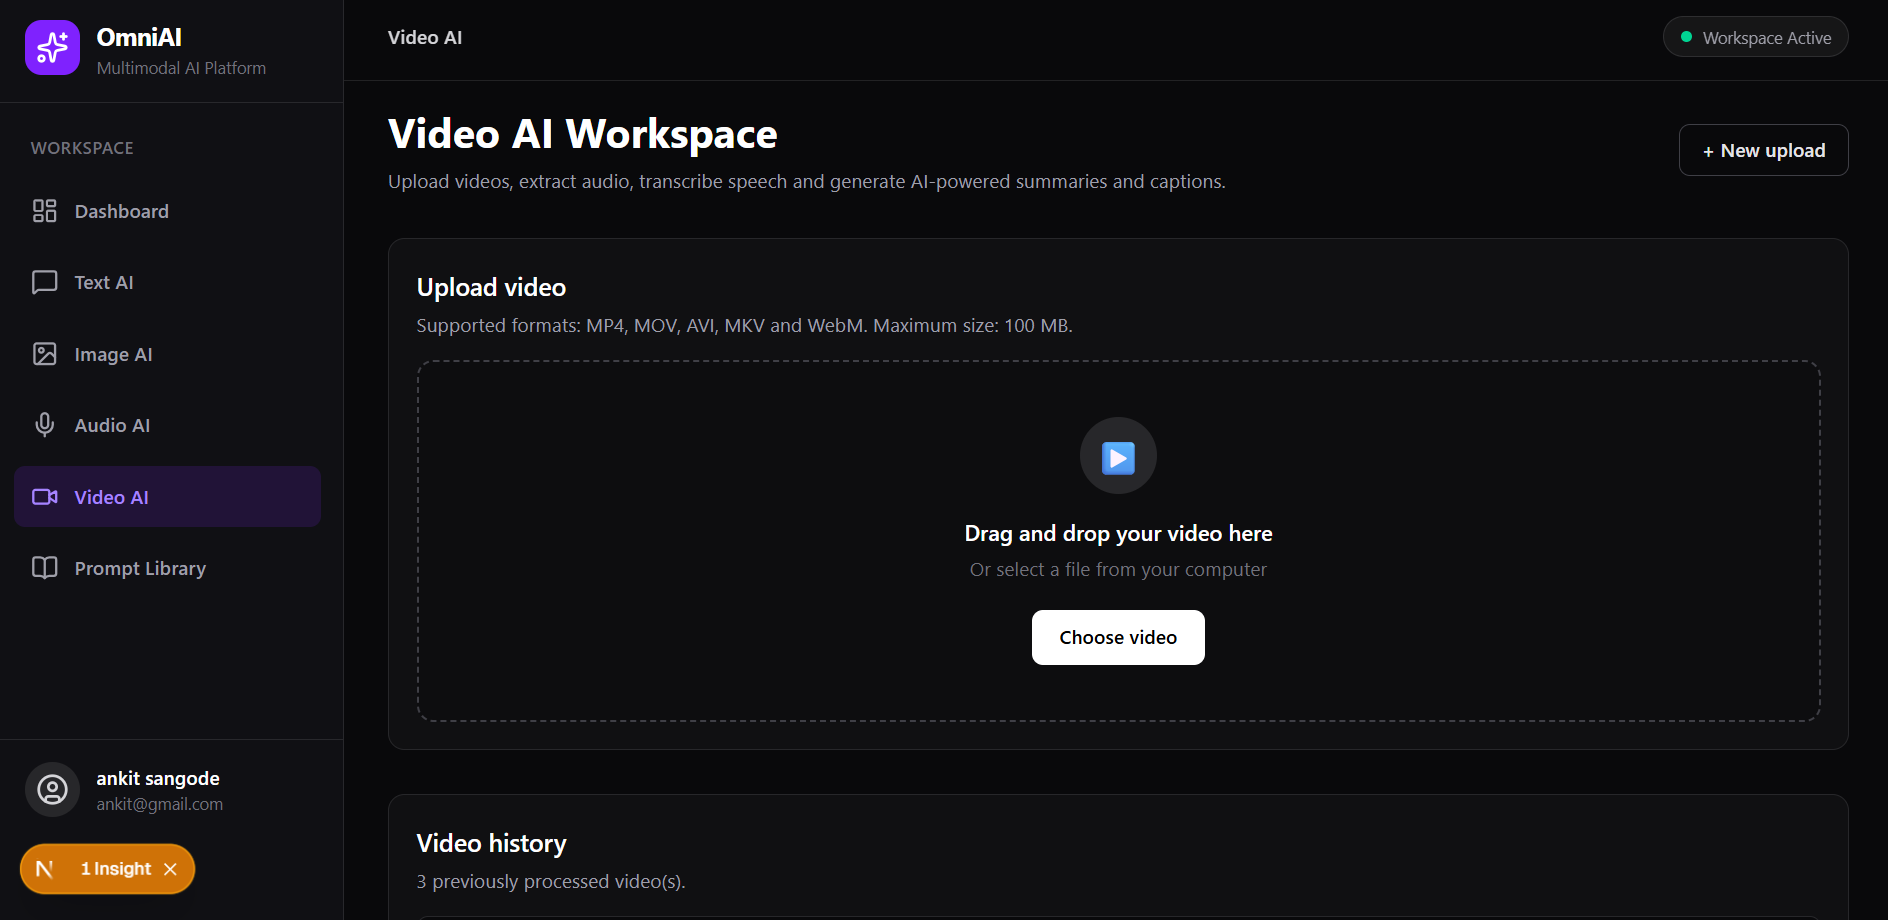 OmniAI
Multimodal AI Platform
WORKSPACE
Dashboard
Text AI
Image AI
Audio AI
Video AI
Prompt Library
ankit sangode
ankit@gmail.com
N 1 Insight
Video AI
Workspace Active
Video AI Workspace
Upload videos, extract audio, transcribe speech and generate AI-powered summaries and captions.
+ New upload
Upload video
Supported formats: MP4, MOV, AVI, MKV and WebM. Maximum size: 100 MB.
Drag and drop your video here
Or select a file from your computer
Choose video
Video history
3 previously processed video(s).